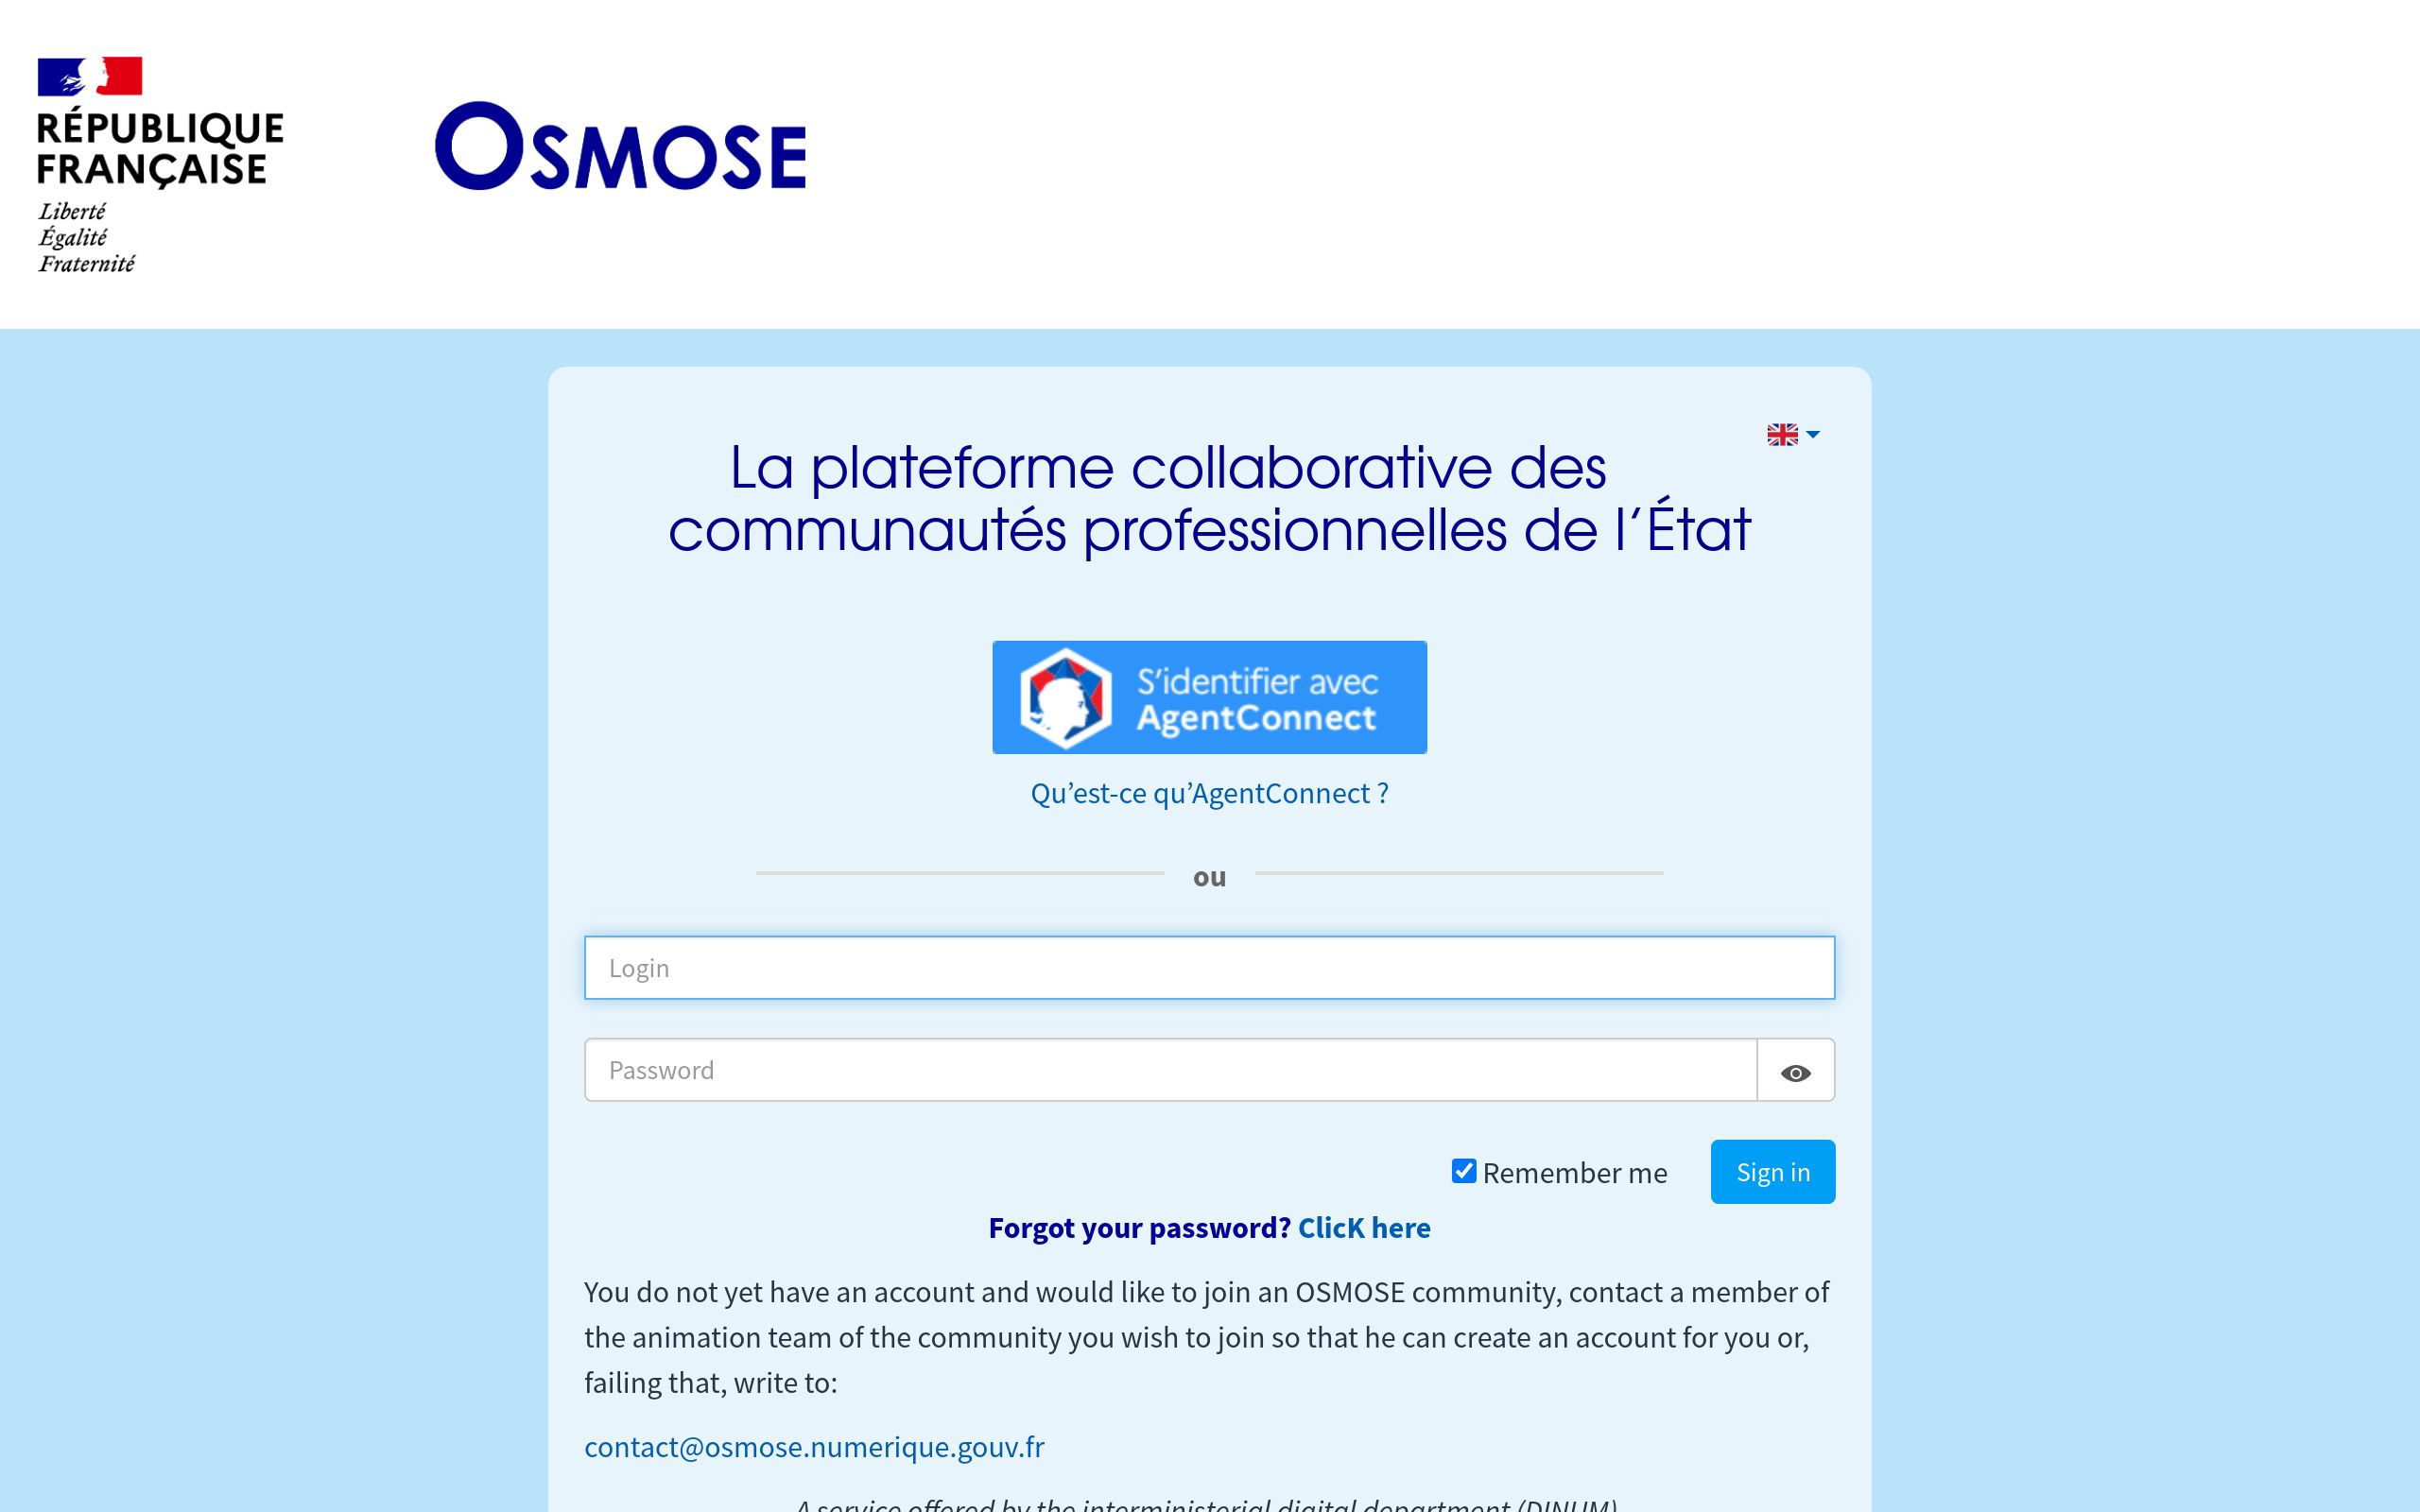 RÉPUBLIQUE
FRANÇAISE
Liberté
Égalité
Fraternité
OSMOSE
La plateforme collaborative des
communautés professionnelles de l’État
S’identifier avec
AgentConnect
Qu’est-ce qu’AgentConnect ?
ou
Login
Password
Remember me
Sign in
Forgot your password? ClicK here
You do not yet have an account and would like to join an OSMOSE community, contact a member of
the animation team of the community you wish to join so that he can create an account for you or,
failing that, write to:
contact@osmose.numerique.gouv.fr
A service offered by the interministerial digital department (DINUM)